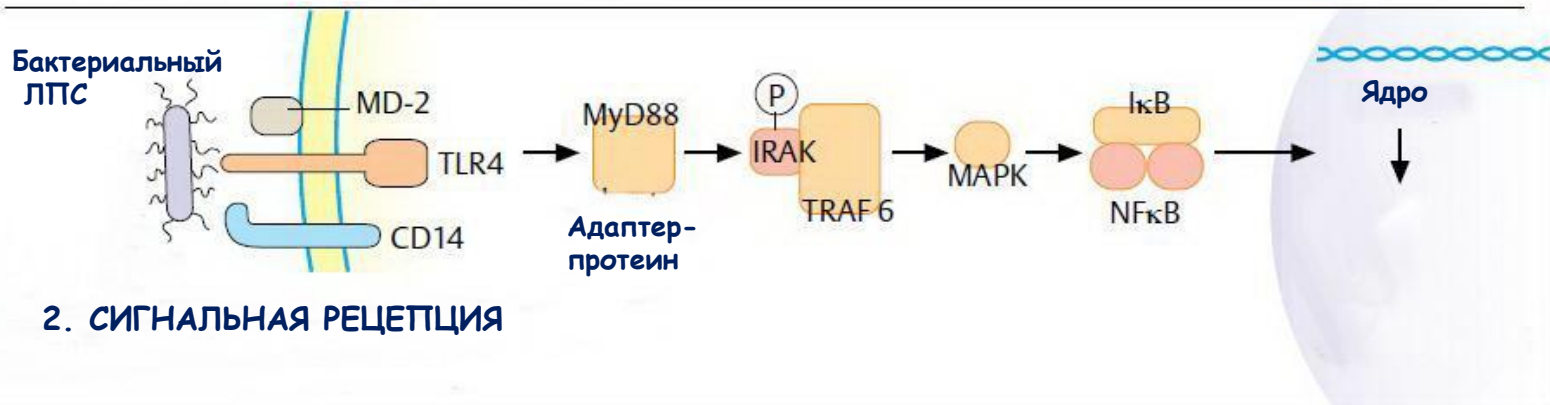 Бактериальный
ЛПС
MD-2
TLR4
CD14
MyD88
Адаптер-
протеин
P
IRAK
TRAF 6
MAPK
IκB
NFκB
Ядро
2. СИГНАЛЬНАЯ РЕЦЕПЦИЯ